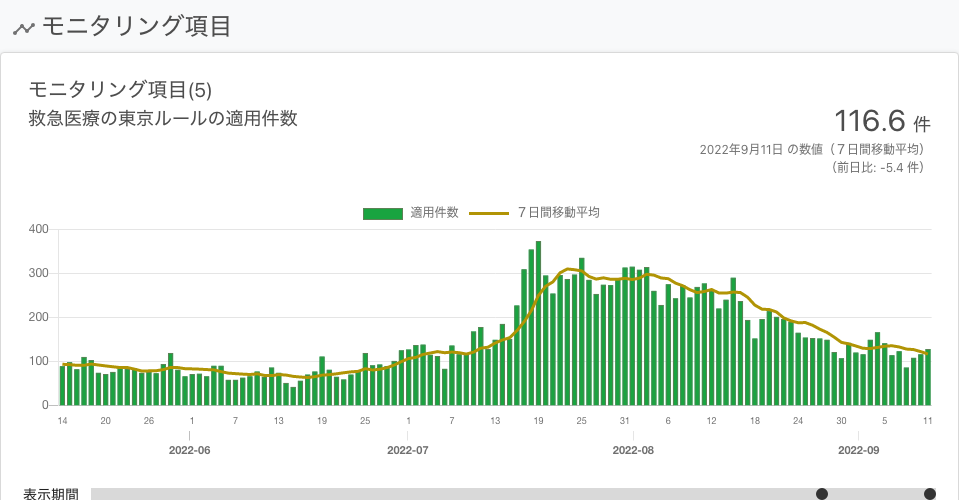 モニタリング項目
モニタリング項目(5)
救急医療の東京ルールの適用件数
116.6 件
2022年9月11日 の数値（７日間移動平均）
（前日比: -5.4 件）
適用件数 ７日間移動平均
400
300
200
100
0
14 20 26 1 7 13 19 25 1 7 13 19 25 31 6 12 18 24 30 5 11
2022-06 2022-07 2022-08 2022-09
表示期間